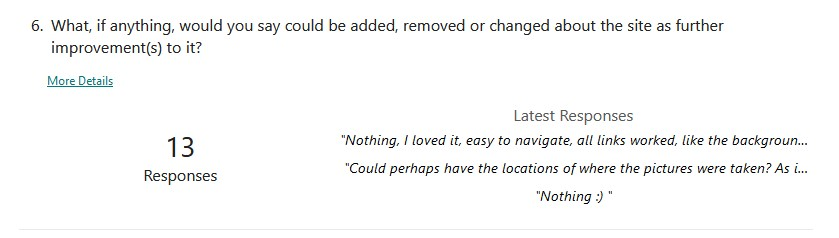 6. What, if anything, would you say could be added, removed or changed about the site as further
improvement(s) to it?
More Details
13
Responses
Latest Responses
"Nothing, I loved it, easy to navigate, all links worked, like the backgroun...
"Could perhaps have the locations of where the pictures were taken? As i...
"Nothing :) "